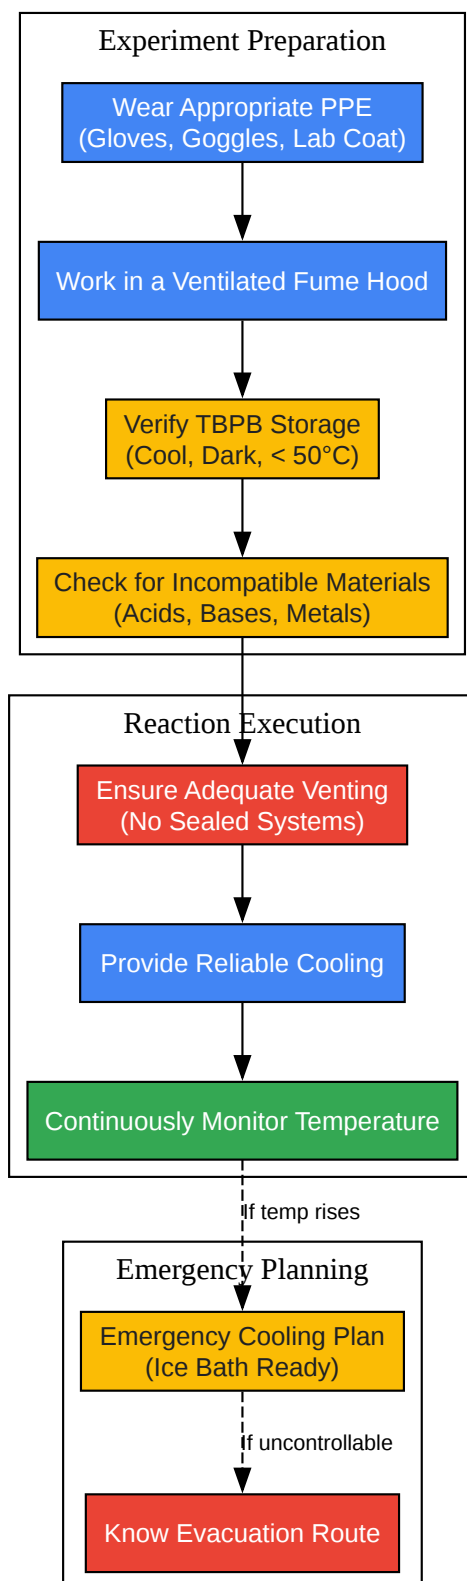 Experiment Preparation
Wear Appropriate PPE
(Gloves, Goggles, Lab Coat)
Work in a Ventilated Fume Hood
Verify TBPB Storage
(Cool, Dark, < 50°C)
Check for Incompatible Materials
(Acids, Bases, Metals)
Reaction Execution
Ensure Adequate Venting
(No Sealed Systems)
Provide Reliable Cooling
Continuously Monitor Temperature
If temp rises
Emergency Planning
Emergency Cooling Plan
(Ice Bath Ready)
If uncontrollable
Know Evacuation Route